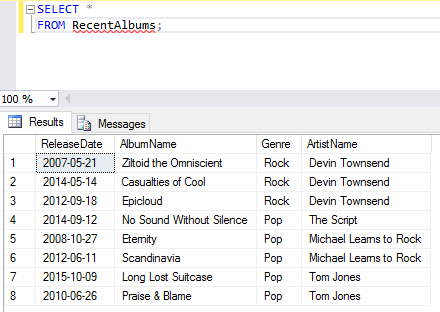 SELECT *
FROM RecentAlbums;
100 %
Results Messages
ReleaseDate AlbumName Genre ArtistName
1 2007-05-21 Ziltoid the Omniscient Rock Devin Townsend
2 2014-05-14 Casualties of Cool Rock Devin Townsend
3 2012-09-18 Epicloud Rock Devin Townsend
4 2014-09-12 No Sound Without Silence Pop The Script
5 2008-10-27 Eternity Pop Michael Learns to Rock
6 2012-06-11 Scandinavia Pop Michael Learns to Rock
7 2015-10-09 Long Lost Suitcase Pop Tom Jones
8 2010-06-26 Praise & Blame Pop Tom Jones